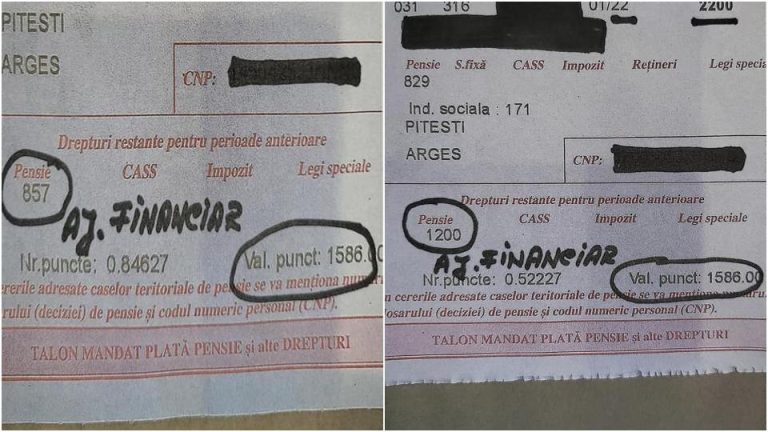 PITESTI
ARGES
CNP:
Drepturi restante pentru perioade anterioare
Pensie CASS Impozit Legi speciale
857
AJ. FINANCIAR
Nr.puncte: 0.84627 Val. punct: 1586.00
cererile adresate caselor teritoriale de pensie se va menționa
sarului (deciziei) de pensie și codul numeric personal (CNP).
TALON MANDAT PLATĂ PENSIE și alte DREPTURI
031 316 01/22 2200
Pensie S.fixă CASS Impozit Rețineri Legi specia
829
Ind. sociala : 171
PITESTI
ARGES
CNP:
Drepturi restante pentru perioade anterioare
Pensie CASS Impozit Legi speciale
1200
AJ. FINANCIAR
Nr.puncte: 0.52227 Val. punct: 1586.00
n cererile adresate caselor teritoriale de pensie se va menționa
dosarului (deciziei) de pensie și codul numeric personal (CNP).
TALON MANDAT PLATĂ PENSIE și alte DREPTURI